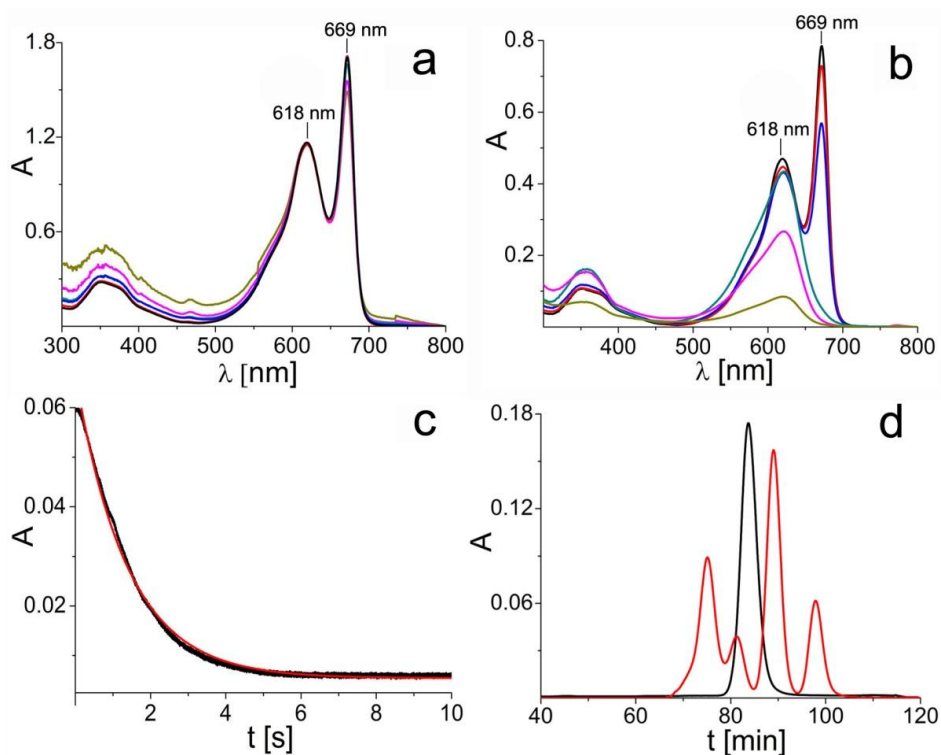 669 nm
a
1.8
618 nm
1.2
A
0.6
300 400 500 600 700 800
λ [nm]
669 nm
b
0.8
618 nm
0.6
A
0.4
0.2
400 500 600 700 800
λ [nm]
c
0.06
0.04
A
0.02
2 4 6 8 10
t [s]
d
0.18
0.12
A
0.06
40 60 80 100 120
t [min]